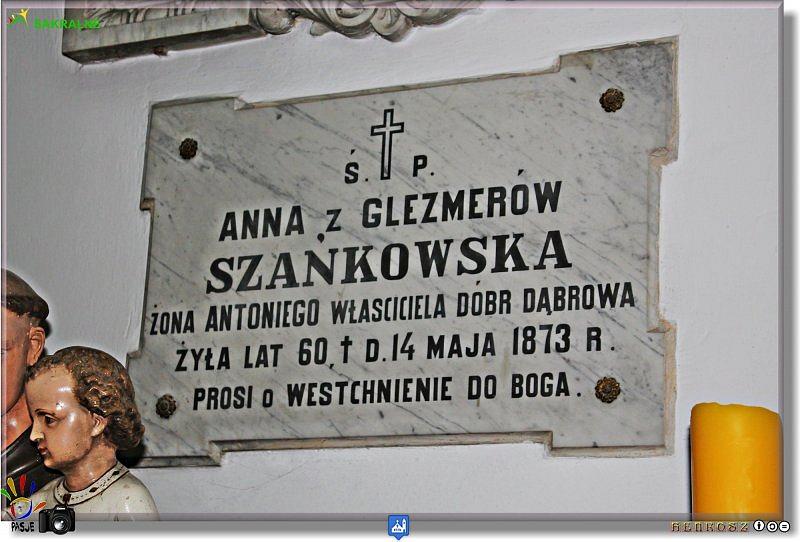 SAKRALNE
Ś. P.
ANNA z GLEZMERÓW
SZAŃKOWSKA
ŻONA ANTONIEGO WŁASCICIELA DÓBR DĄBROWA
ŻYŁA LAT 60, † D. 14 MAJA 1873 R.
PROSI o WESTCHNIENIE DO BOGA.
PASJE
HENKOSZ